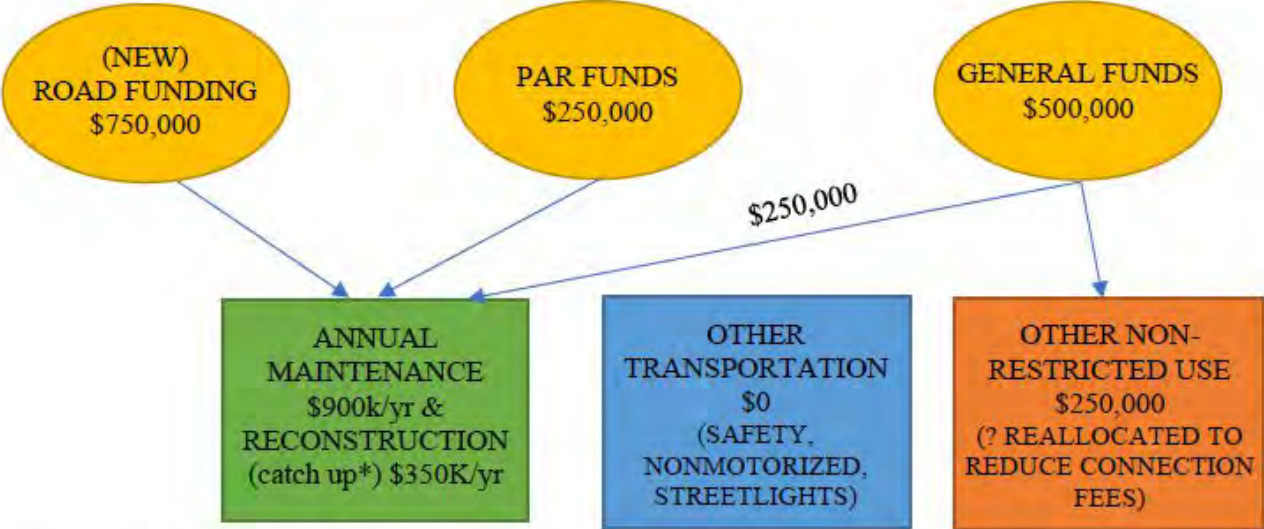 (NEW)
ROAD FUNDING
$750,000
PAR FUNDS
$250,000
GENERAL FUNDS
$500,000
$250,000
ANNUAL
MAINTENANCE
$900k/yr &
RECONSTRUCTION
(catch up*) $350K/yr
OTHER
TRANSPORTATION
$0
(SAFETY,
NONMOTORIZED,
STREETLIGHTS)
OTHER NON-
RESTRICTED USE
$250,000
(? REALLOCATED TO
REDUCE CONNECTION
FEES)